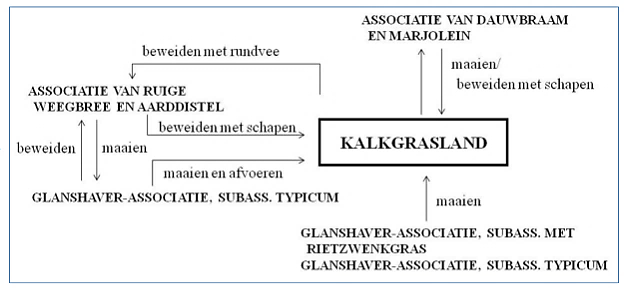 ASSOCIATIE VAN DAUWBRAAM
EN MARJOLEIN
beweiden met rundvee
maaien/
beweiden met schapen
ASSOCIATIE VAN RUIGE
WEEGBREE EN AARDDISTEL
beweiden met schapen
KALKGRASLAND
beweiden
maaien
maaien en afvoeren
GLANSHAVER-ASSOCIATIE, SUBASS. TYPICUM
maaien
GLANSHAVER-ASSOCIATIE, SUBASS. MET
RIETZWENKGRAS
GLANSHAVER-ASSOCIATIE, SUBASS. TYPICUM